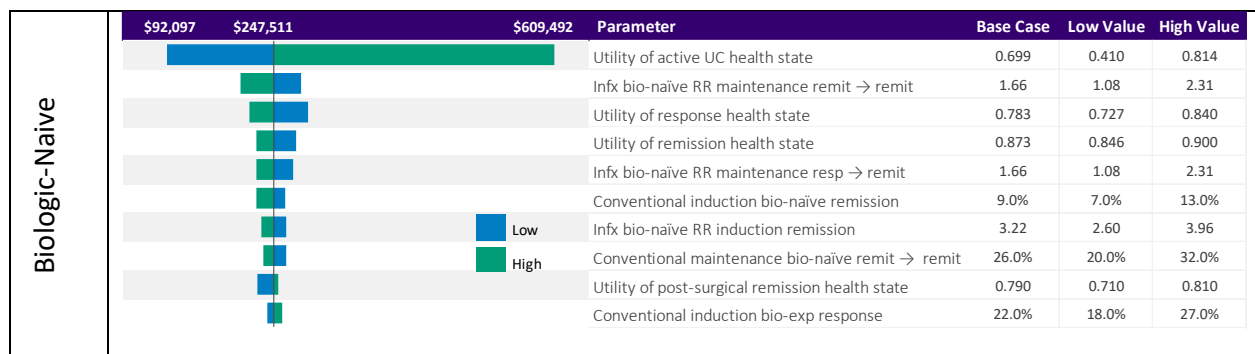 Biologic-Naive
$92,097 $247,511 $609,492 Parameter Base Case Low Value High Value
Utility of active UC health state 0.699 0.410 0.814
Infx bio-naïve RR maintenance remit → remit 1.66 1.08 2.31
Utility of response health state 0.783 0.727 0.840
Utility of remission health state 0.873 0.846 0.900
Infx bio-naïve RR maintenance resp → remit 1.66 1.08 2.31
Conventional induction bio-naïve remission 9.0% 7.0% 13.0%
Low Infx bio-naïve RR induction remission 3.22 2.60 3.96
High Conventional maintenance bio-naïve remit → remit 26.0% 20.0% 32.0%
Utility of post-surgical remission health state 0.790 0.710 0.810
Conventional induction bio-exp response 22.0% 18.0% 27.0%